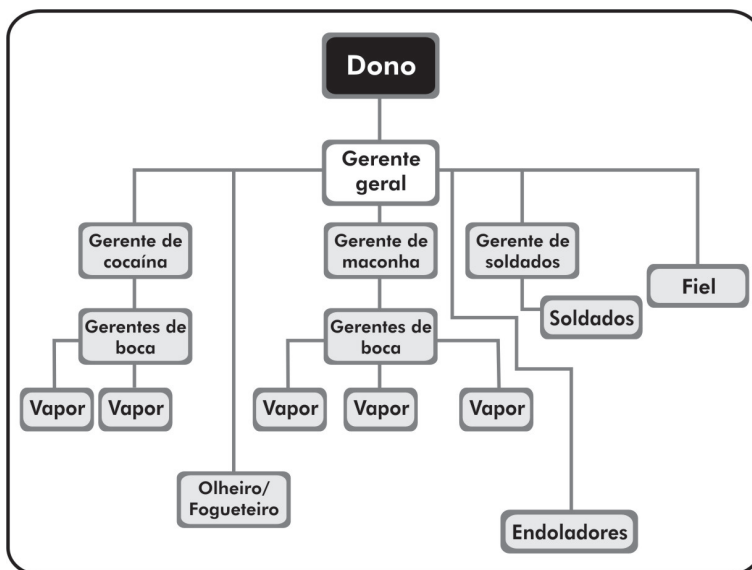 Dono
Gerente
geral
Gerente de
cocaína
Gerente de
maconha
Gerente de
soldados
Fiel
Soldados
Gerentes de
boca
Gerentes de
boca
Vapor
Vapor
Vapor
Vapor
Vapor
Olheiro/
Fogueteiro
Endoladores